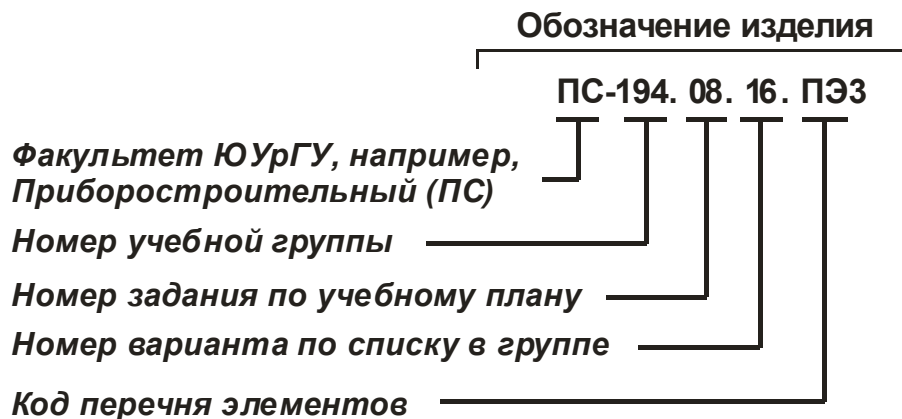 Обозначение изделия
ПС-194. 08. 16. ПЭ3
Факультет ЮУрГУ, например,
Приборостроительный (ПС)
Номер учебной группы
Номер задания по учебному плану
Номер варианта по списку в группе
Код перечня элементов